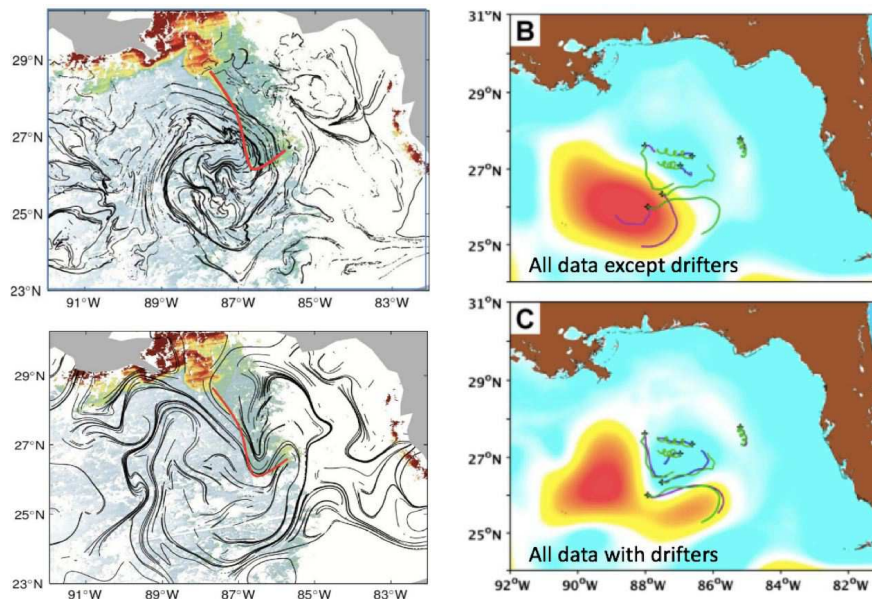 29°N
27°N
25°N
23°N
91°W 89°W 87°W 85°W 83°W
B
31°N
29°N
27°N
25°N
All data except drifters
29°N
27°N
25°N
23°N
91°W 89°W 87°W 85°W 83°W
C
31°N
29°N
27°N
25°N
All data with drifters
92°W 90°W 88°W 86°W 84°W 82°W